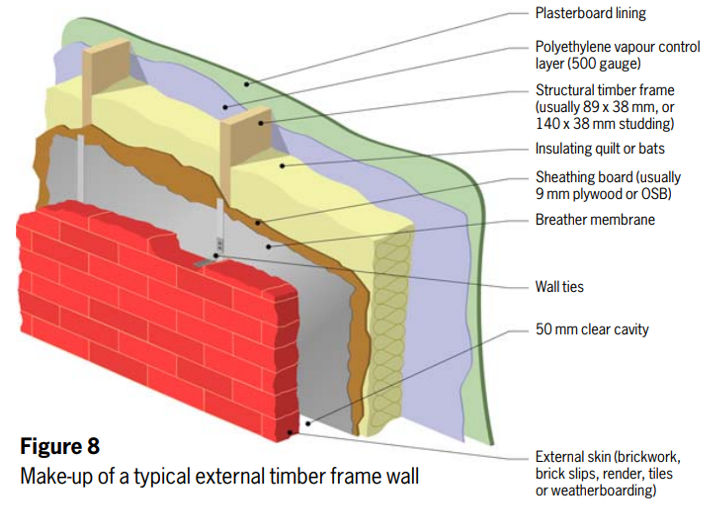 Plasterboard lining
Polyethylene vapour control
layer (500 gauge)
Structural timber frame
(usually 89 x 38 mm, or
140 x 38 mm studding)
Insulating quilt or bats
Sheathing board (usually
9 mm plywood or OSB)
Breather membrane
Wall ties
50 mm clear cavity
External skin (brickwork,
brick slips, render, tiles
or weatherboarding)
Figure 8
Make-up of a typical external timber frame wall